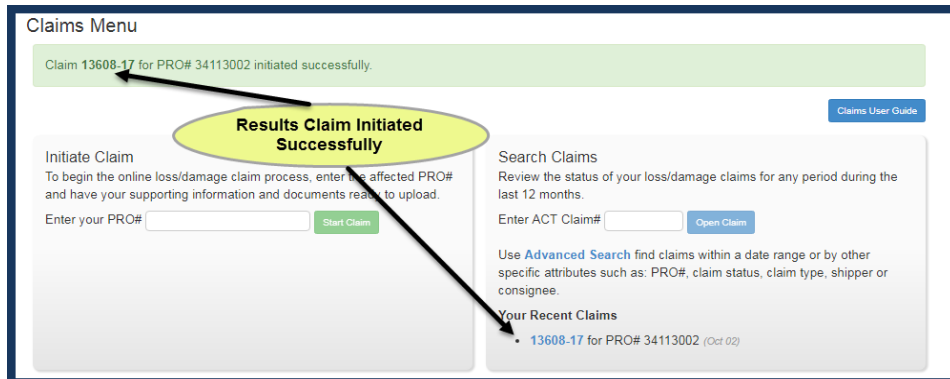 Claims Menu
Claim 13608-17 for PRO# 34113002 initiated successfully.
Claims User Guide
Results Claim Initiated
Successfully
Initiate Claim
To begin the online loss/damage claim process, enter the affected PRO#
and have your supporting information and documents ready to upload.
Enter your PRO#
Start Claim
Search Claims
Review the status of your loss/damage claims for any period during the
last 12 months.
Enter ACT Claim#
Open Claim
Use Advanced Search find claims within a date range or by other
specific attributes such as: PRO#, claim status, claim type, shipper or
consignee.
Your Recent Claims
• 13608-17 for PRO# 34113002 (Oct 02)